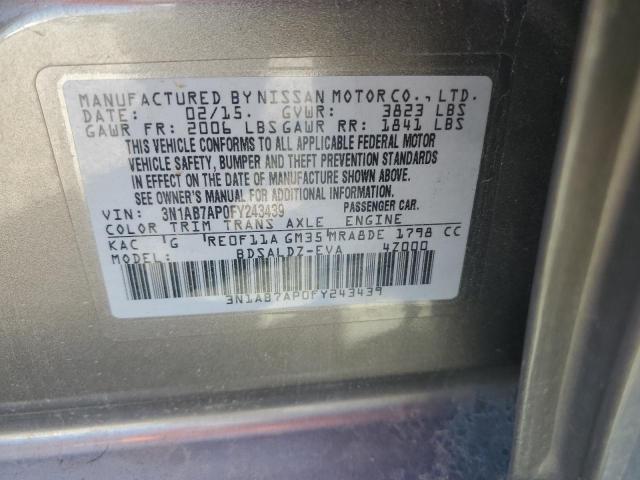 MANUFACTURED BY NISSAN MOTOR CO., LTD.
DATE: 02/15. GVWR: 3823 LBS
GAWR FR: 2006 LBS GAWR RR: 1841 LBS
THIS VEHICLE CONFORMS TO ALL APPLICABLE FEDERAL MOTOR
VEHICLE SAFETY, BUMPER AND THEFT PREVENTION STANDARDS
IN EFFECT ON THE DATE OF MANUFACTURE SHOWN ABOVE.
SEE OWNER'S MANUAL FOR ADDITIONAL INFORMATION.
VIN: 3N1AB7AP0FY243439 PASSENGER CAR.
COLOR TRIM TRANS AXLE ENGINE
KAC G RE0F11A GM35 MRA8DE 1798 CC
MODEL: BDSALDZ-EVA 4Z000
3N1AB7AP0FY243439